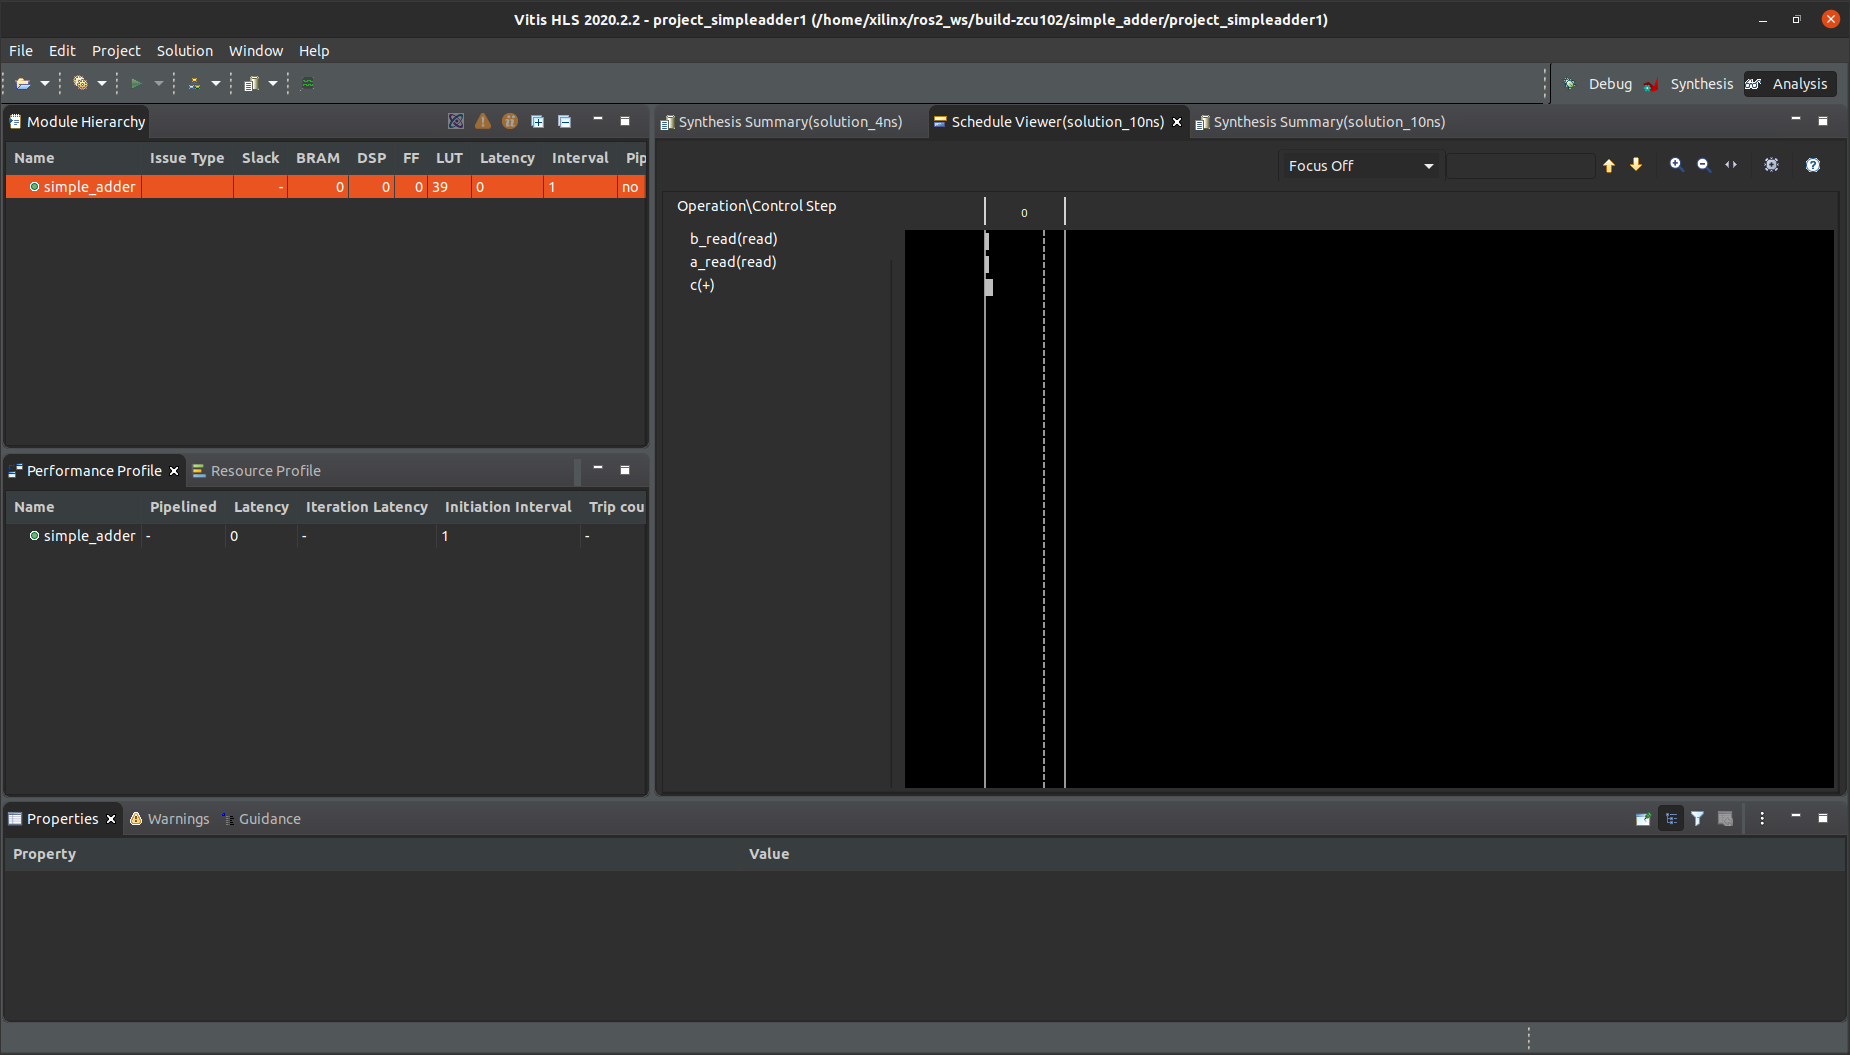 Vitis HLS 2020.2.2 - project_simpleadder1 (/home/xilinx/ros2_ws/build-zcu102/simple_adder/project_simpleadder1)
File Edit Project Solution Window Help
Debug Synthesis Analysis
Module Hierarchy
Name Issue Type Slack BRAM DSP FF LUT Latency Interval Pip
simple_adder - 0 0 0 39 0 1 no
Synthesis Summary(solution_4ns) Schedule Viewer(solution_10ns) Synthesis Summary(solution_10ns)
Focus Off
Operation\Control Step 0
b_read(read)
a_read(read)
c(+)
Performance Profile Resource Profile
Name Pipelined Latency Iteration Latency Initiation Interval Trip cou
simple_adder - 0 - 1 -
Properties Warnings Guidance
Property Value